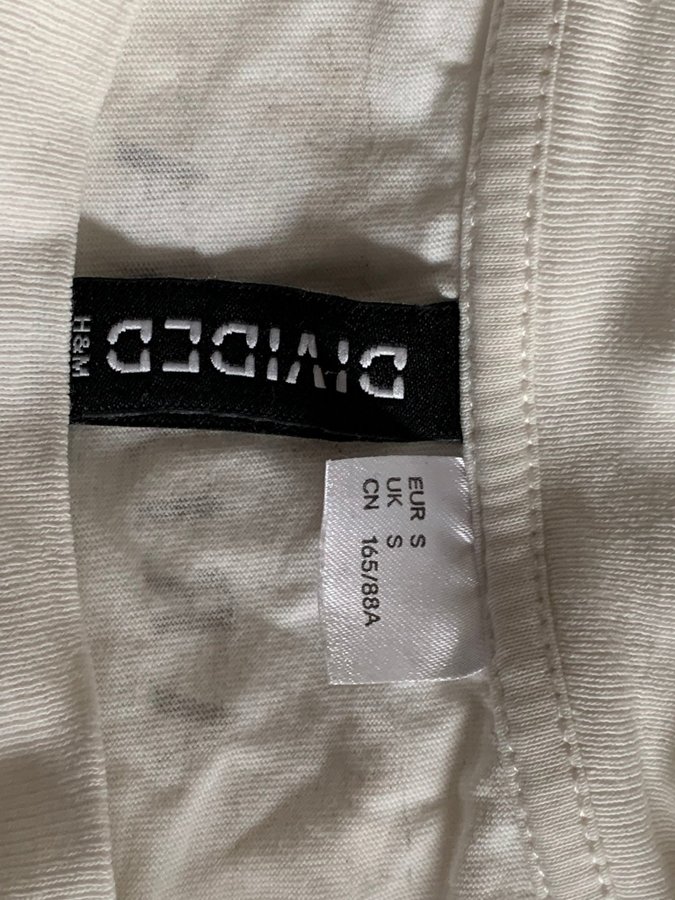 DIVIDED
H&M
EUR S
UK S
CN 165/88A